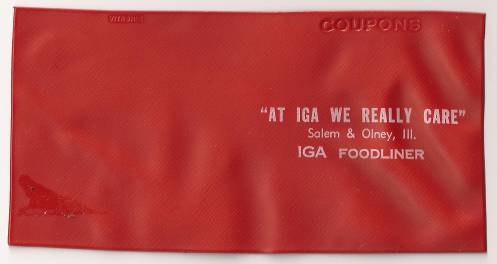 COUPONS
"AT IGA WE REALLY CARE"
Salem & Olney, Ill.
IGA FOODLINER